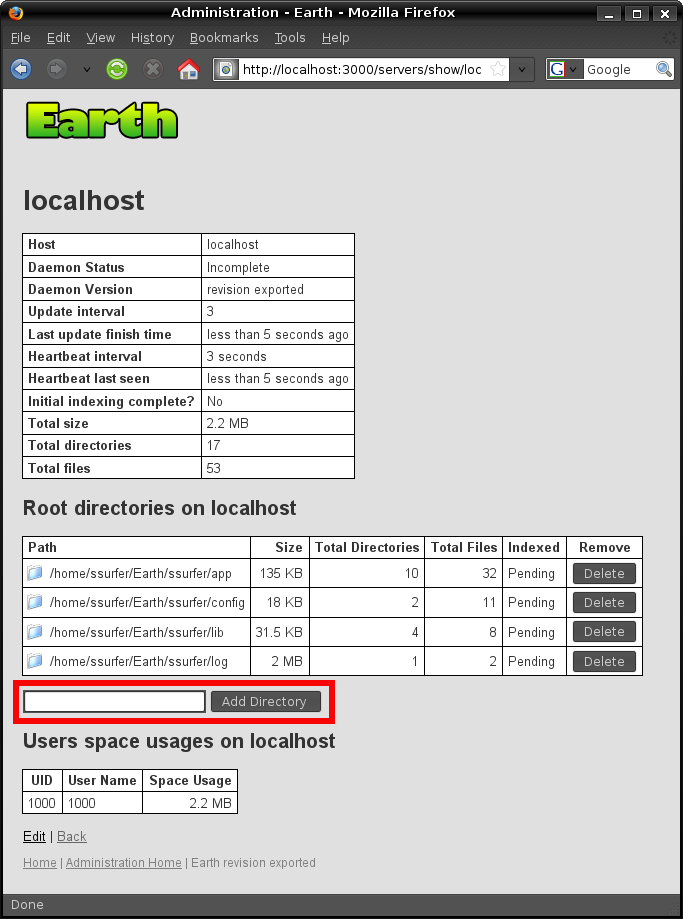 Administration - Earth - Mozilla Firefox
File Edit View History Bookmarks Tools Help
http://localhost:3000/servers/show/loc G Google
Earth
localhost
Host localhost
Daemon Status Incomplete
Daemon Version revision exported
Update interval 3
Last update finish time less than 5 seconds ago
Heartbeat interval 3 seconds
Heartbeat last seen less than 5 seconds ago
Initial indexing complete? No
Total size 2.2 MB
Total directories 17
Total files 53
Root directories on localhost
Path Size Total Directories Total Files Indexed Remove
/home/ssurfer/Earth/ssurfer/app 135 KB 10 32 Pending Delete
/home/ssurfer/Earth/ssurfer/config 18 KB 2 11 Pending Delete
/home/ssurfer/Earth/ssurfer/lib 31.5 KB 4 8 Pending Delete
/home/ssurfer/Earth/ssurfer/log 2 MB 1 2 Pending Delete
Add Directory
Users space usages on localhost
UID User Name Space Usage
1000 1000 2.2 MB
Edit | Back
Home | Administration Home | Earth revision exported
Done